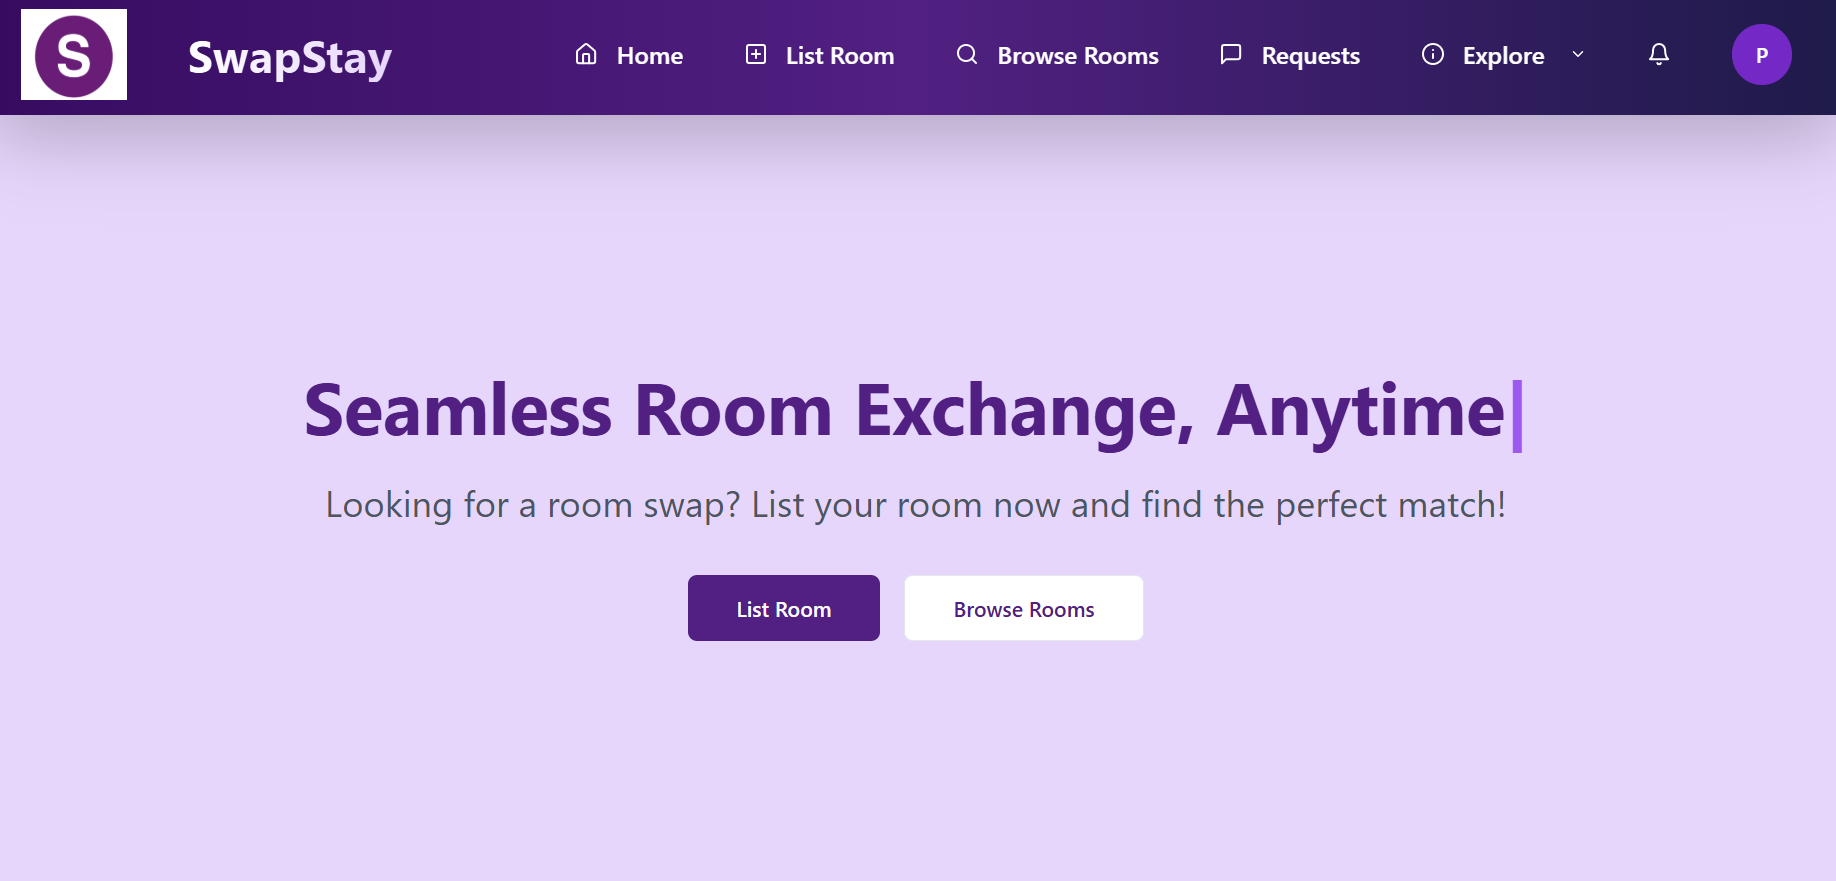 S SwapStay Home List Room Browse Rooms Requests Explore P
Seamless Room Exchange, Anytime
Looking for a room swap? List your room now and find the perfect match!
List Room Browse Rooms